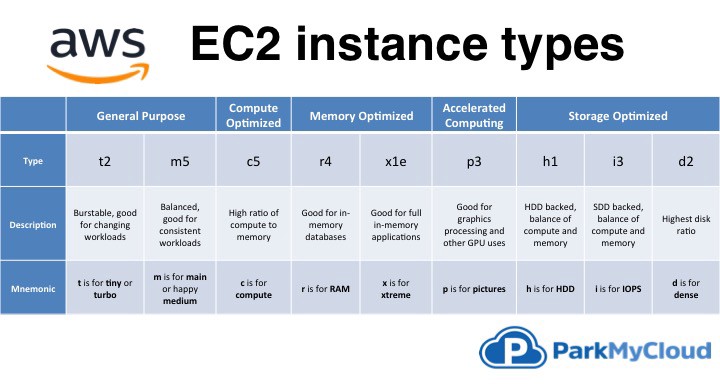 aws
EC2 instance types
General Purpose
Compute
Optimized
Memory Optimized
Accelerated
Computing
Storage Optimized
Type
t2
m5
c5
r4
x1e
p3
h1
i3
d2
Description
Burstable, good
for changing
workloads
Balanced,
good for
consistent
workloads
High ratio of
compute to
memory
Good for in-
memory
databases
Good for full
in-memory
applications
Good for
graphics
processing and
other GPU uses
HDD backed,
balance of
compute and
memory
SDD backed,
balance of
compute and
memory
Highest disk
ratio
Mnemonic
t is for tiny or
turbo
m is for main
or happy
medium
c is for
compute
r is for RAM
x is for
xtreme
p is for pictures
h is for HDD
i is for IOPS
d is for
dense
P ParkMyCloud